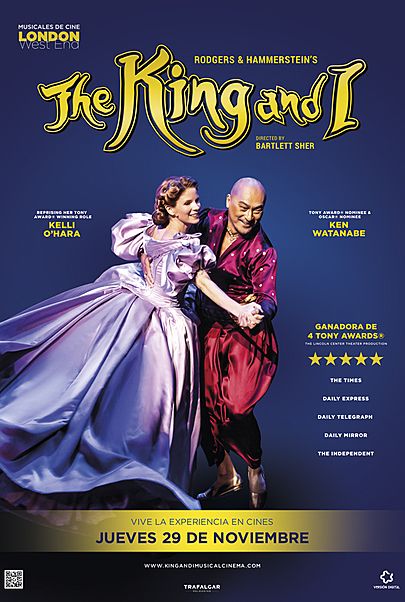 MUSICALES DE CINE
LONDON
West End
RODGERS & HAMMERSTEIN'S
The King and I
DIRECTED BY
BARTLETT SHER
REPRISING HER TONY
AWARD® WINNING ROLE
KELLI
O'HARA
TONY AWARD® NOMINEE &
OSCAR® NOMINEE
KEN
WATANABE
GANADORA DE
4 TONY AWARDS®
THE LINCOLN CENTER THEATER PRODUCTION
THE TIMES
DAILY EXPRESS
DAILY TELEGRAPH
DAILY MIRROR
THE INDEPENDENT
VIVE LA EXPERIENCIA EN CINES
JUEVES 29 DE NOVIEMBRE
WWW.KINGANDIMUSICALCINEMA.COM
TRAFALGAR
VERSIÓN DIGITAL